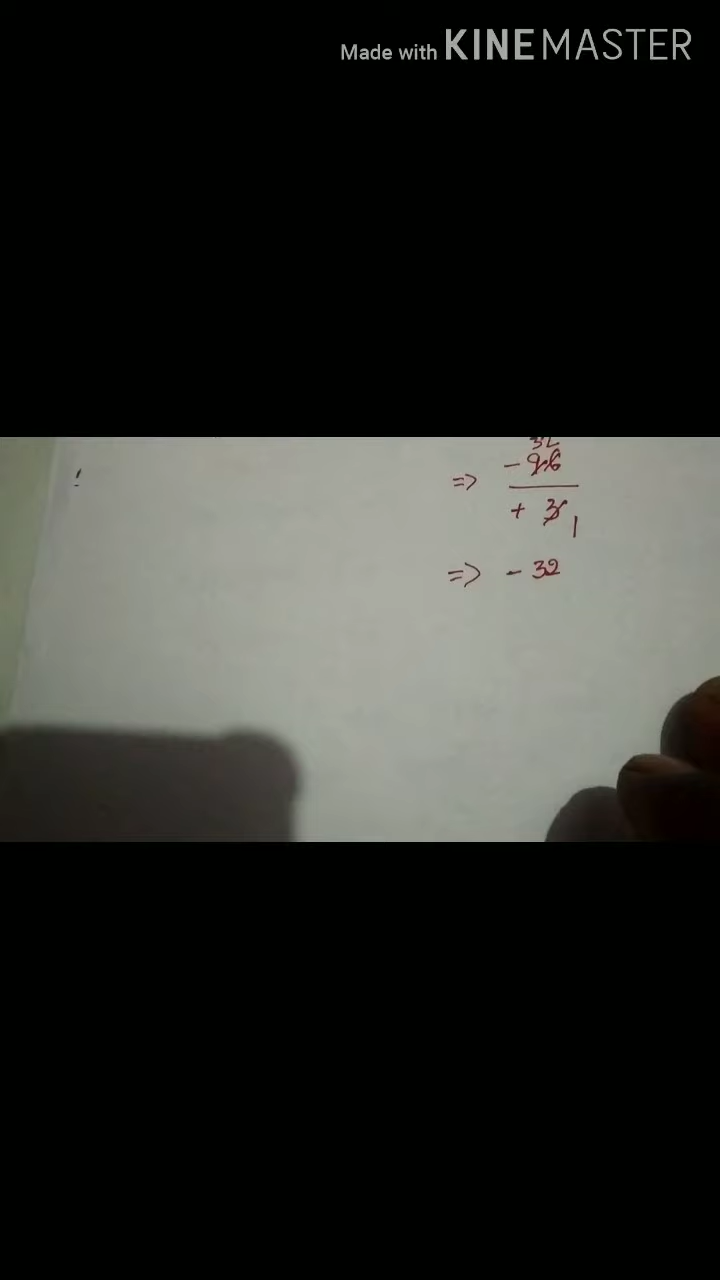 Made with KINEMASTER
32
=> - 96
+ 3 1
=> - 32